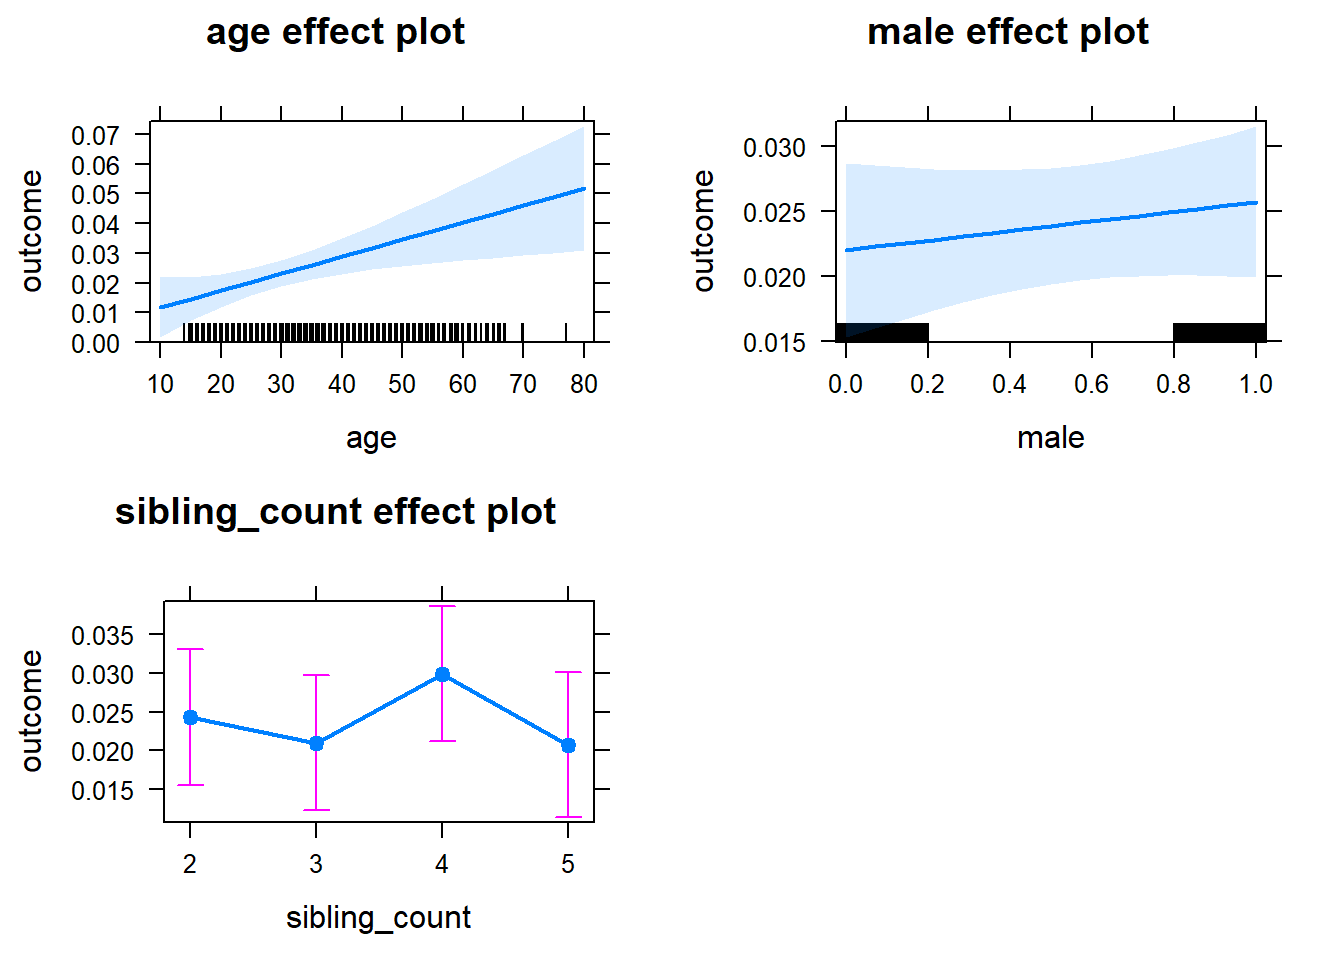 age effect plot
outcome
0.07
0.06
0.05
0.04
0.03
0.02
0.01
0.00
10 20 30 40 50 60 70 80
age
male effect plot
outcome
0.030
0.025
0.020
0.015
0.0 0.2 0.4 0.6 0.8 1.0
male
sibling_count effect plot
outcome
0.035
0.030
0.025
0.020
0.015
2 3 4 5
sibling_count